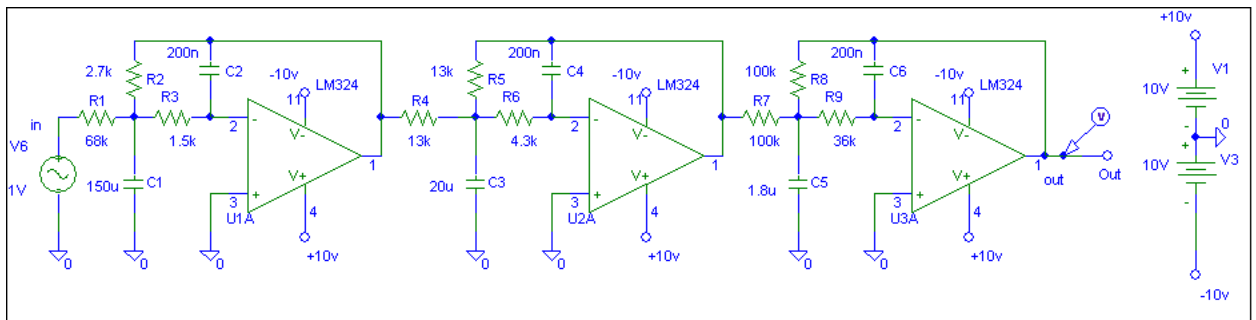 +10v
200n C2
200n C4
200n C6
2.7k R2 -10v LM324
13k R5 -10v LM324
100k R8 -10v LM324
V1
10V
+
-
in R1 R3 11
R4 R6 11
R7 R9 11
V
0
68k 1.5k 2 - V-
13k 4.3k 2 - V-
100k 36k 2 - V-
V6
1V
1
1
1 out Out
+
10V V3
-
150u C1 3 + V+ 4
20u C3 3 + V+ 4
1.8u C5 3 + V+ 4
U1A
U2A
U3A
0 0 0 +10v
0 0 +10v
0 0 +10v
-10v